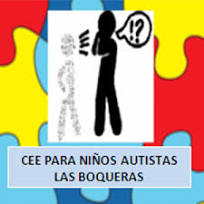 !?
CEE PARA NIÑOS AUTISTAS
LAS BOQUERAS